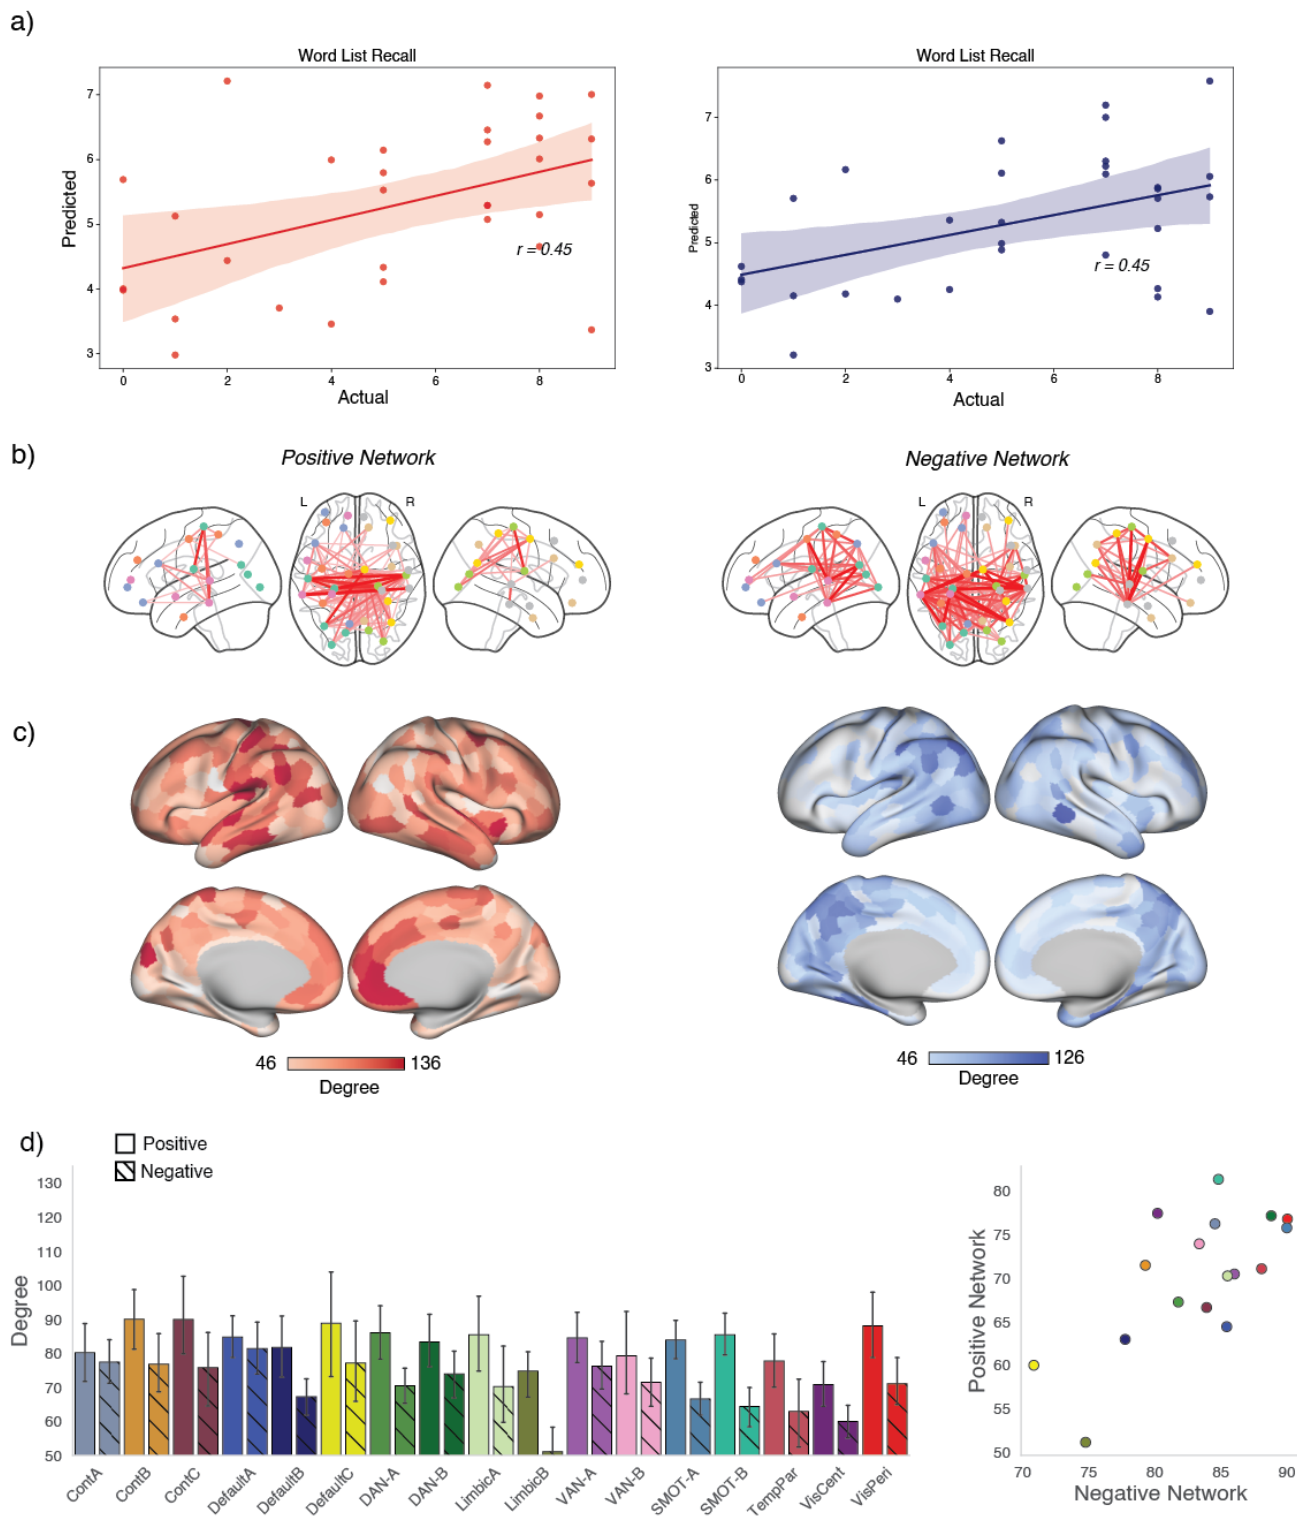 a)
Word List Recall
Predicted
7
6
5
4
3
r = 0.45
0 2 4 6 8
Actual
Word List Recall
Predicted
7
6
5
4
3
r = 0.45
0 2 4 6 8
Actual
b)
Positive Network
L R
Negative Network
L R
c)
46 136
Degree
46 126
Degree
d)
Positive
Negative
Degree
130
120
110
100
90
80
70
60
50
ContA ContB ContC DefaultA DefaultB DefaultC DAN-A DAN-B LimbicA LimbicB VAN-A VAN-B SMOT-A SMOT-B TempPar VisCent VisPeri
Positive Network
80
75
70
65
60
55
50
70 75 80 85 90
Negative Network